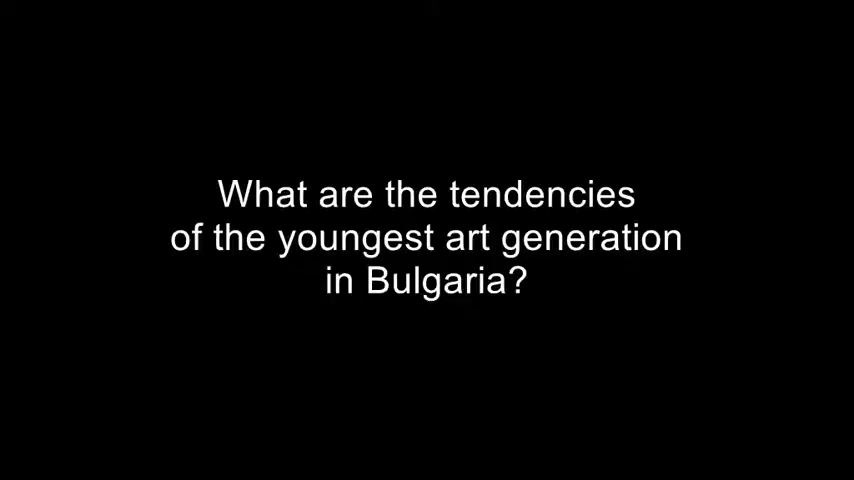 What are the tendencies
of the youngest art generation
in Bulgaria?